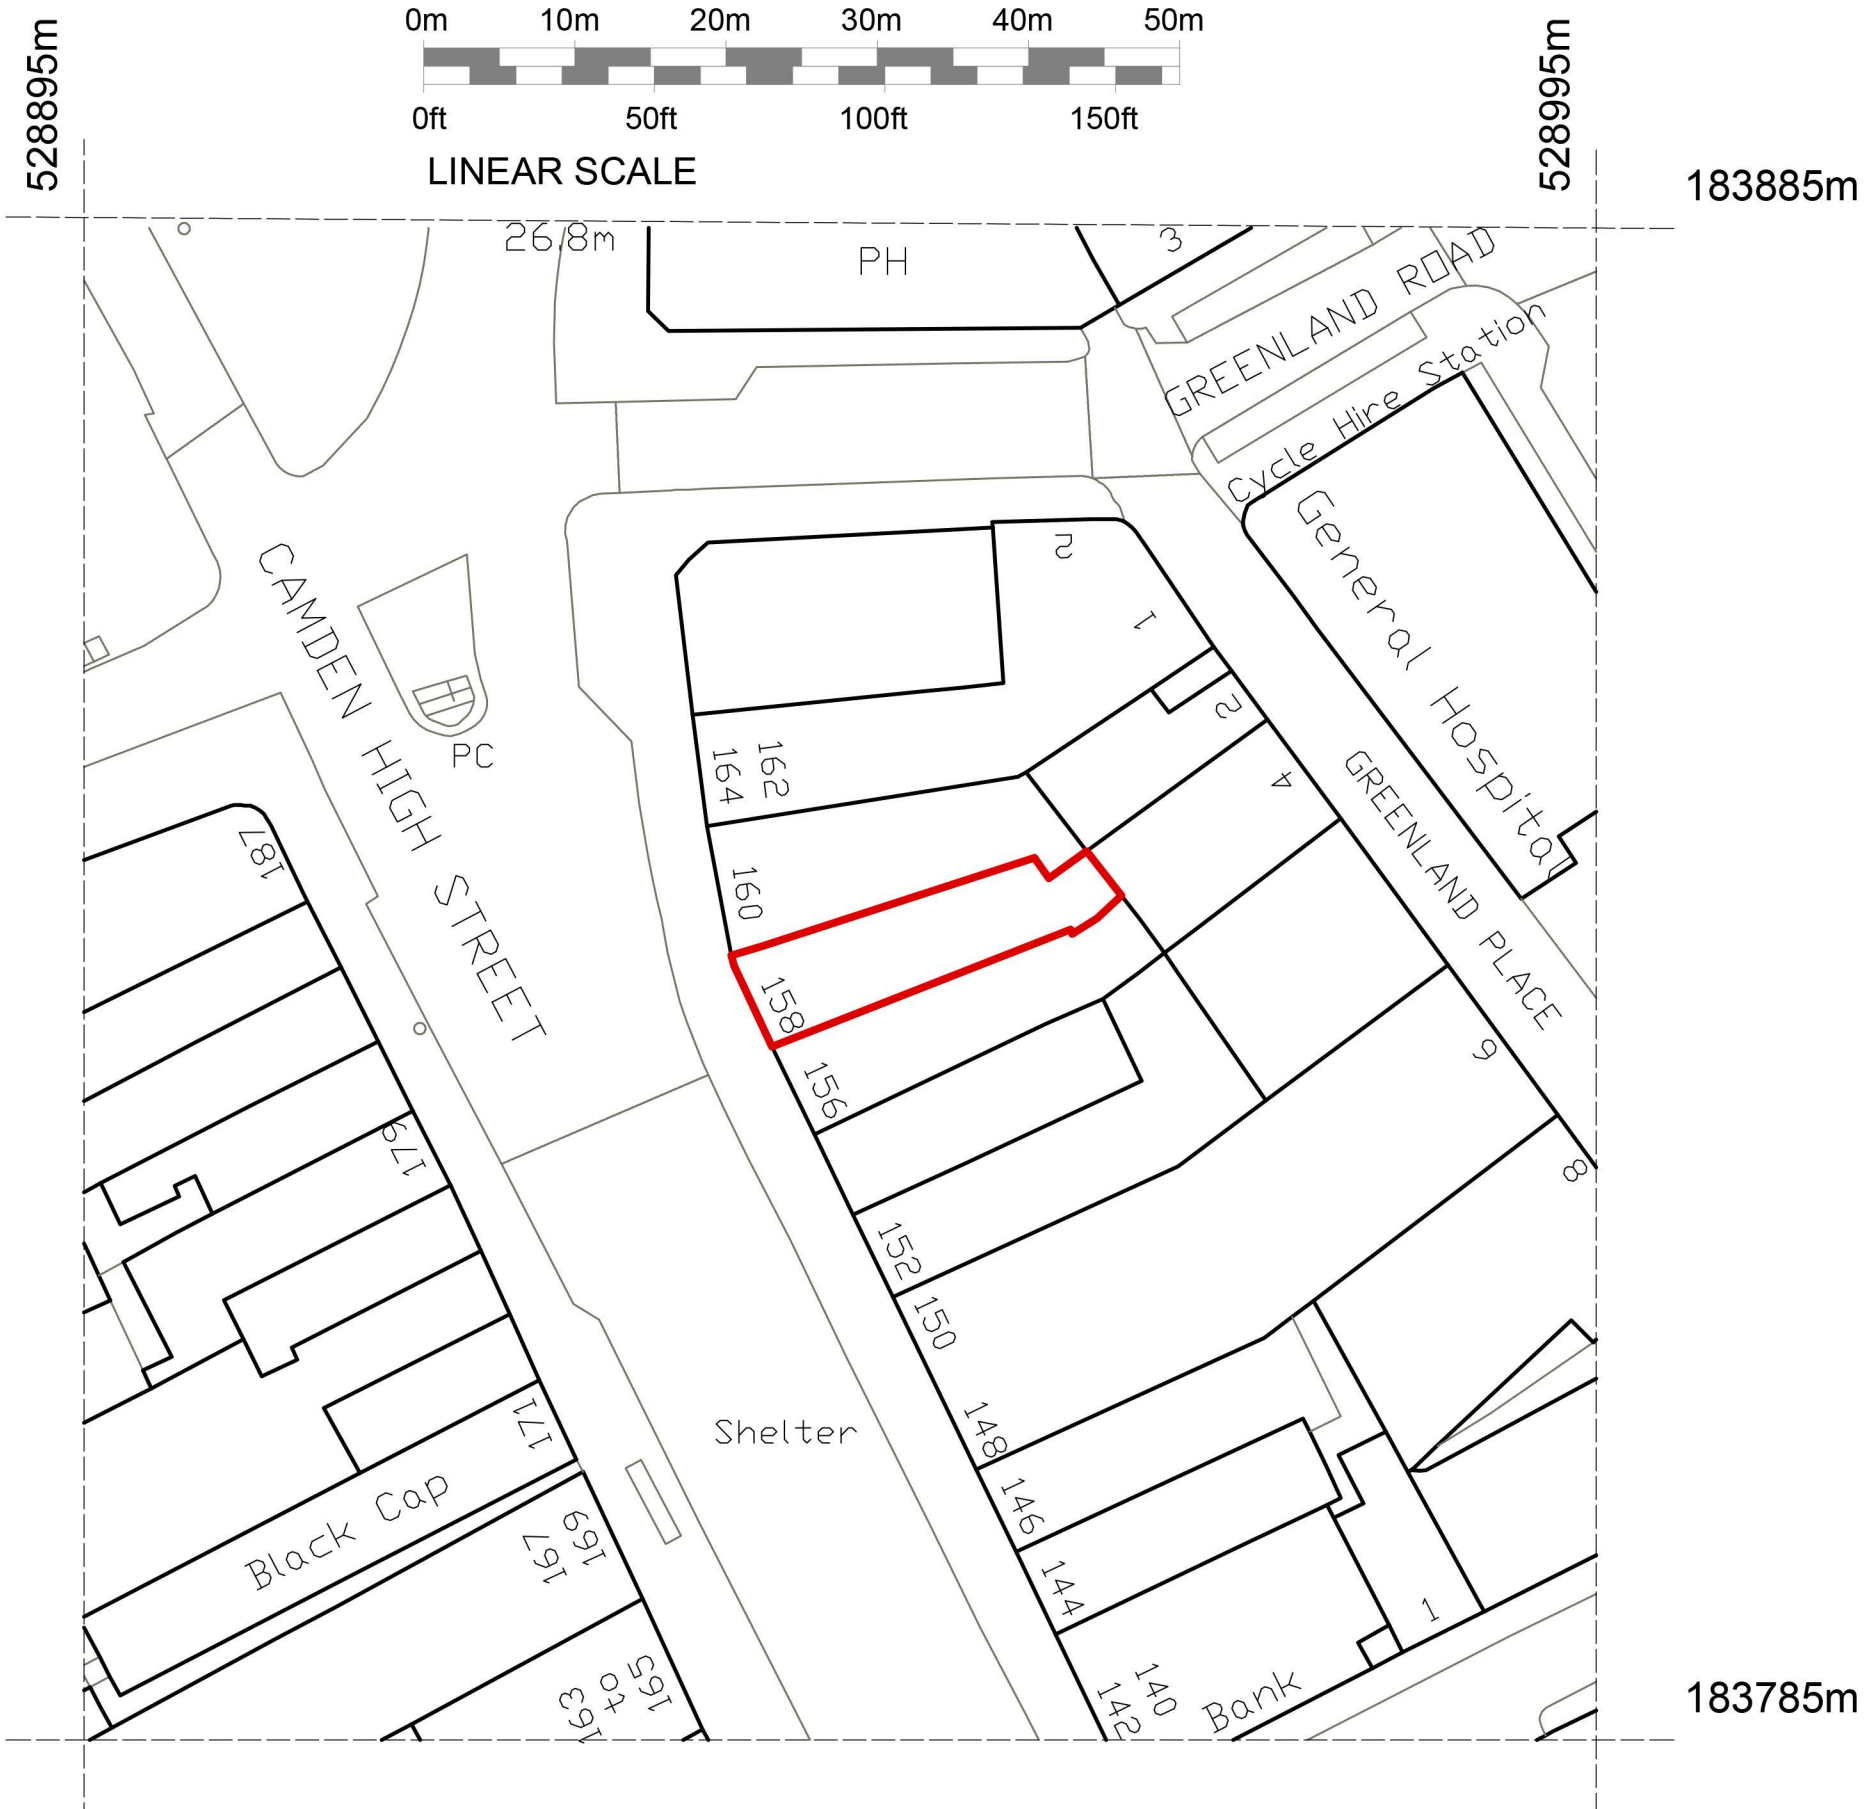 0m 10m 20m 30m 40m 50m
0ft 50ft 100ft 150ft
LINEAR SCALE
528895m
528995m
183885m
26.8m
PH
3
GREENLAND ROAD
Cycle Hire Station
General Hospital
2
1
2
4
GREENLAND PLACE
6
8
CAMDEN HIGH STREET
PC
164
162
160
158
156
152
150
148
146
144
142
140
Bank
1
187
179
171
Black Cap
169
167
165
to
163
Shelter
183785m